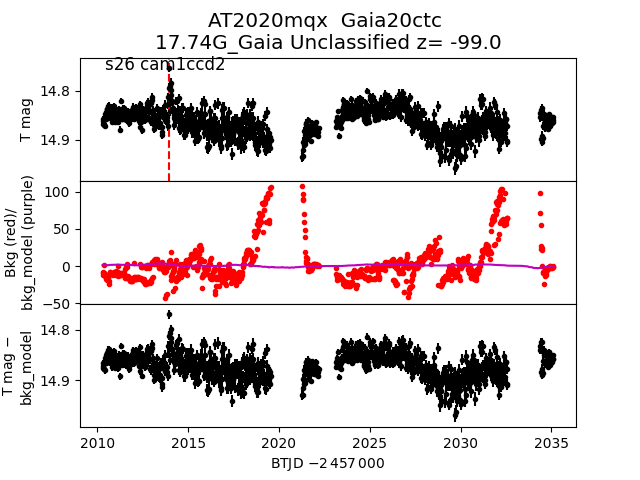 AT2020mqx Gaia20ctc
17.74G_Gaia Unclassified z= -99.0
s26 cam1ccd2
14.8
14.9
T mag
100
50
0
−50
Bkg (red)/
bkg_model (purple)
14.8
14.9
T mag −
bkg_model
2010
2015
2020
2025
2030
2035
BTJD −2 457 000